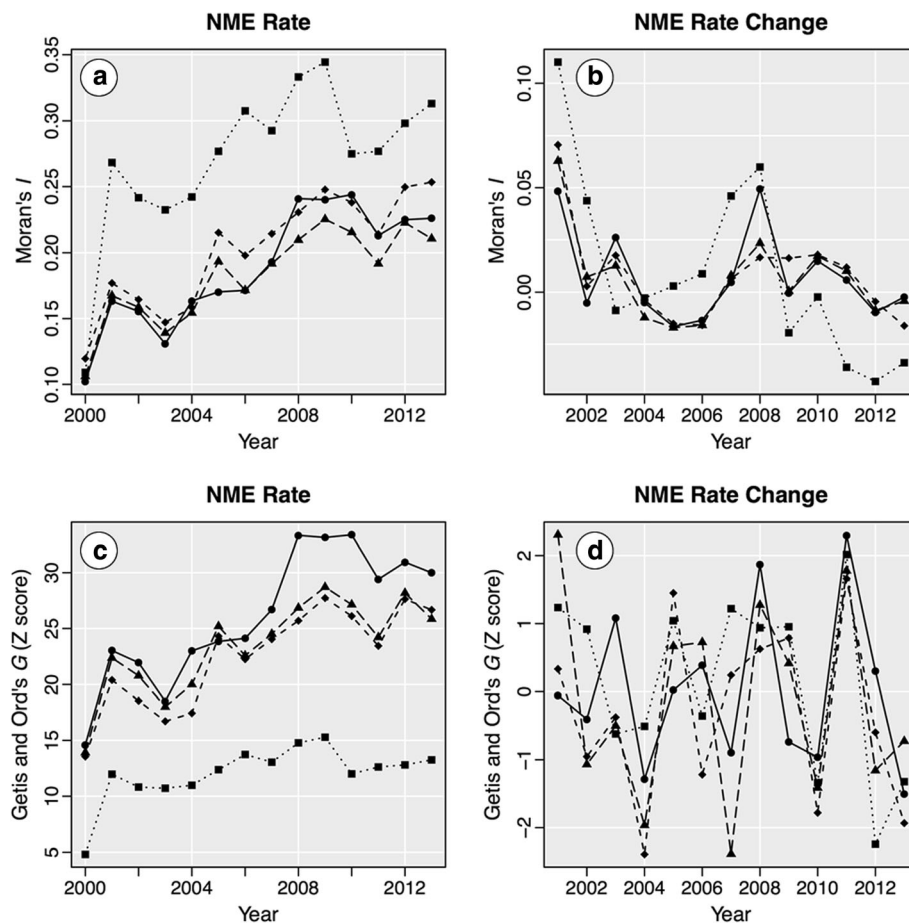 NME Rate
a
Moran's I
0.10 0.15 0.20 0.25 0.30 0.35
2000 2004 2008 2012
Year
NME Rate Change
b
Moran's I
0.00 0.05 0.10
2002 2004 2006 2008 2010 2012
Year
NME Rate
c
Getis and Ord's G (Z score)
5 10 15 20 25 30
2000 2004 2008 2012
Year
NME Rate Change
d
Getis and Ord's G (Z score)
−2 −1 0 1 2
2002 2004 2006 2008 2010 2012
Year